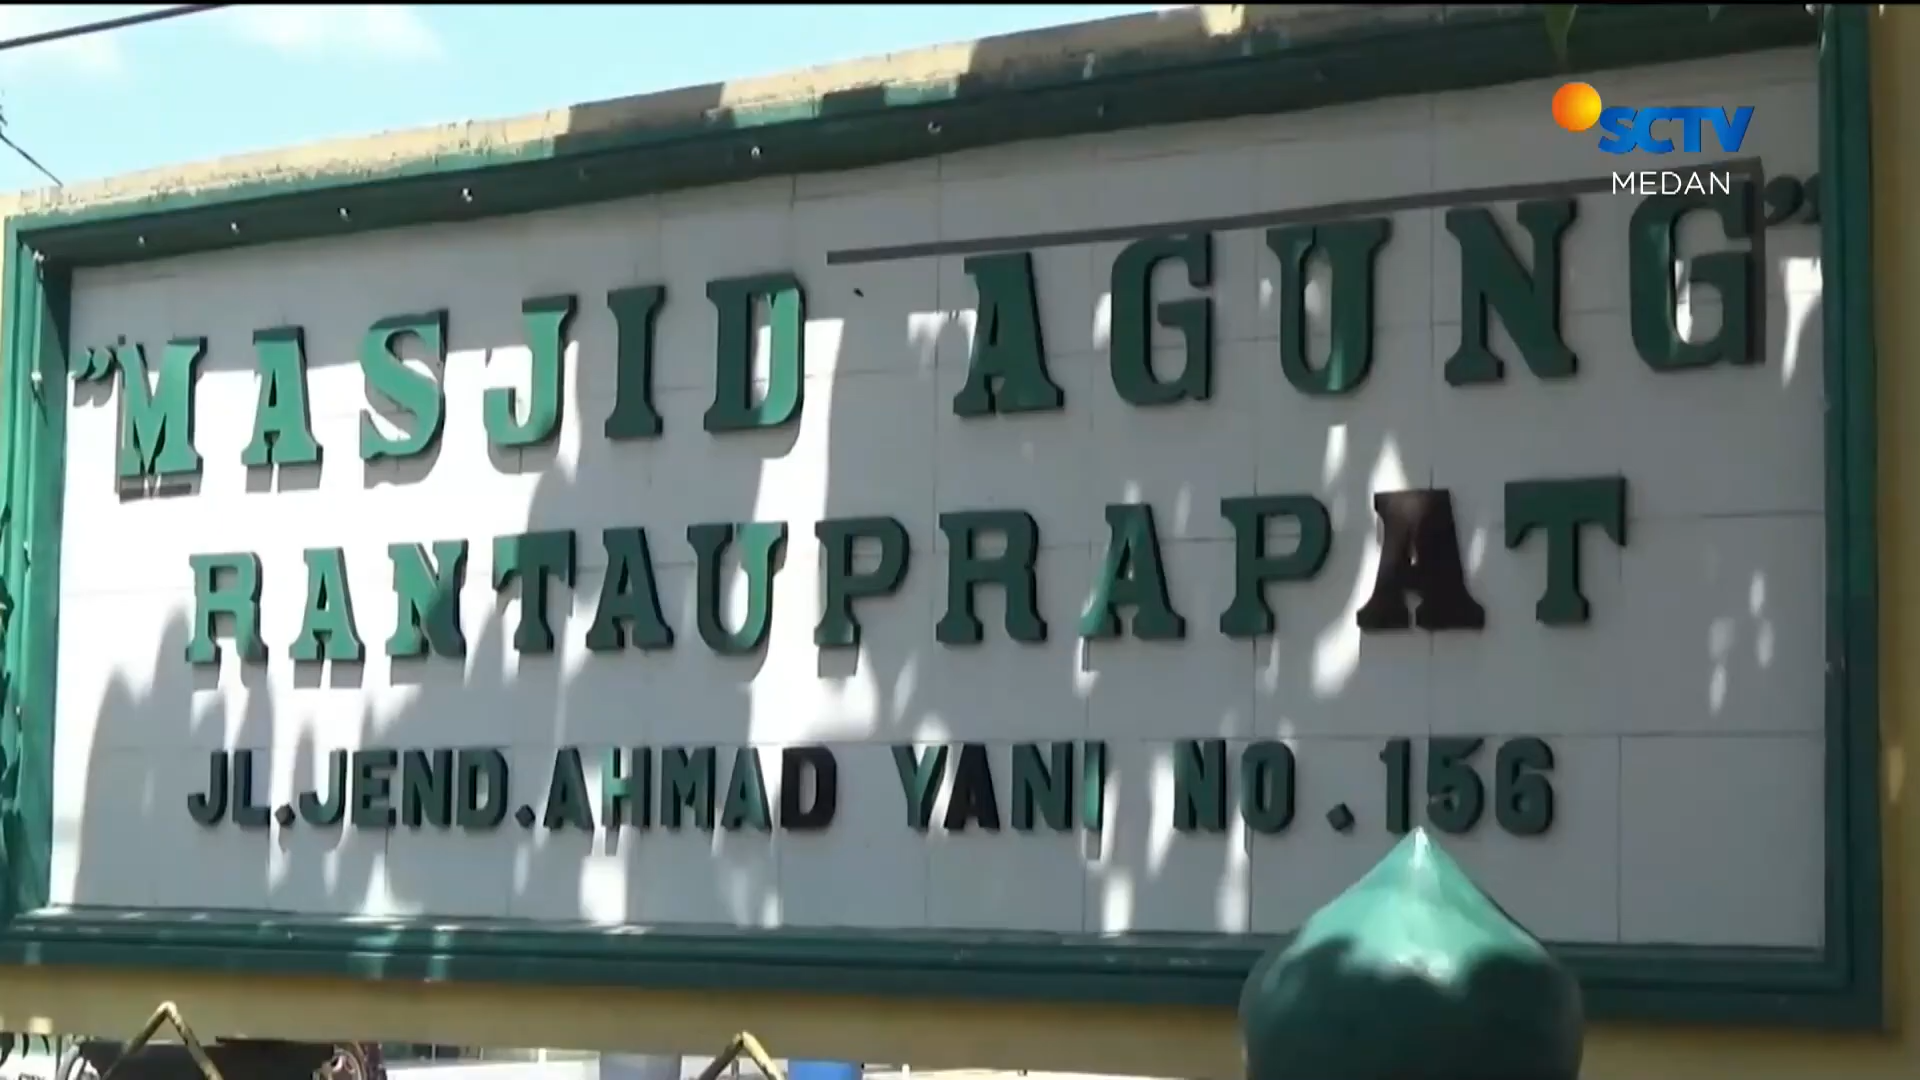 SCTV
MEDAN
"MASJID AGUNG"
RANTAUPRAPAT
JL.JEND.AHMAD YANI NO.156